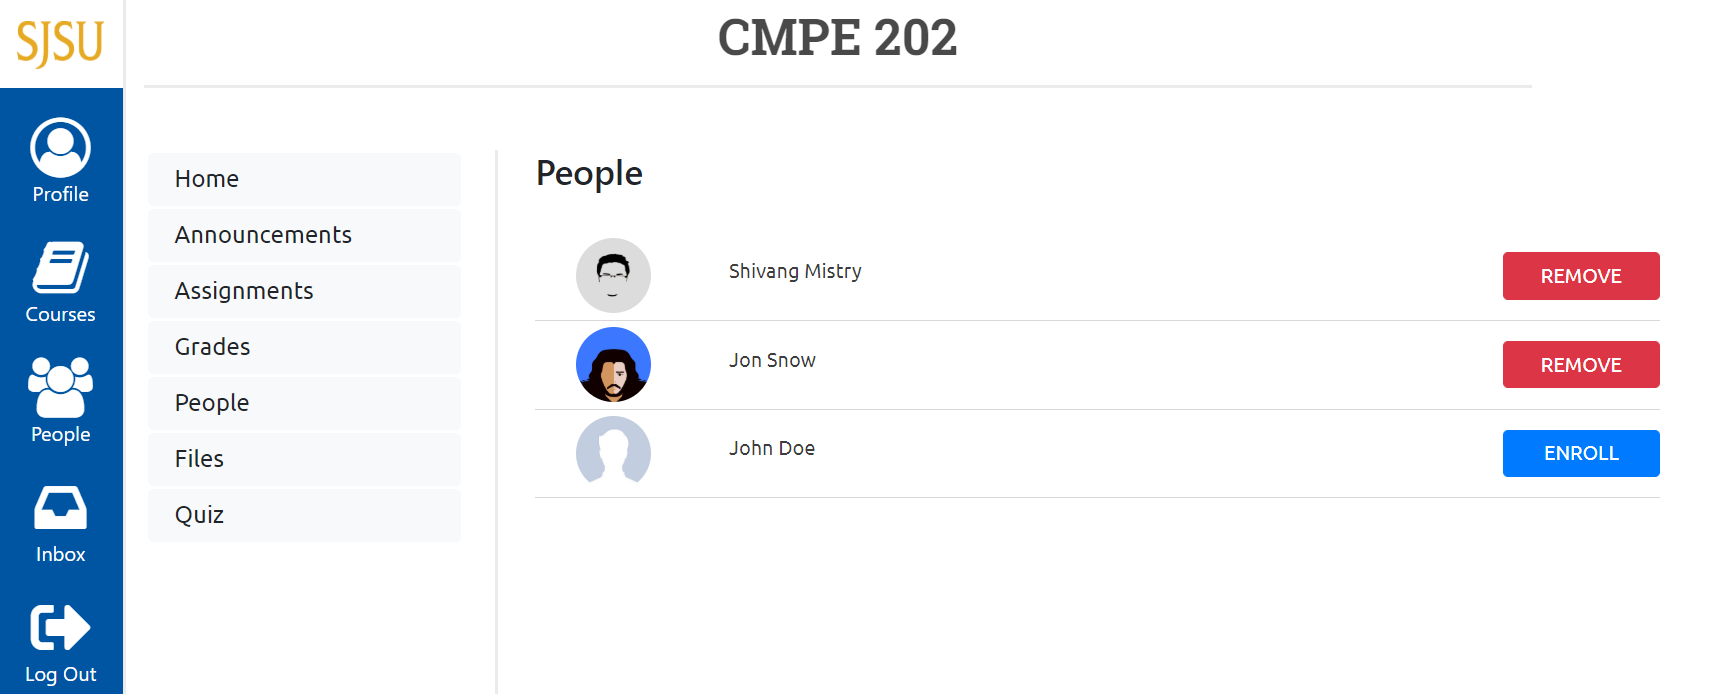 SJSU
CMPE 202
Profile
Courses
People
Inbox
Log Out
Home
Announcements
Assignments
Grades
People
Files
Quiz
People
Shivang Mistry
REMOVE
Jon Snow
REMOVE
John Doe
ENROLL